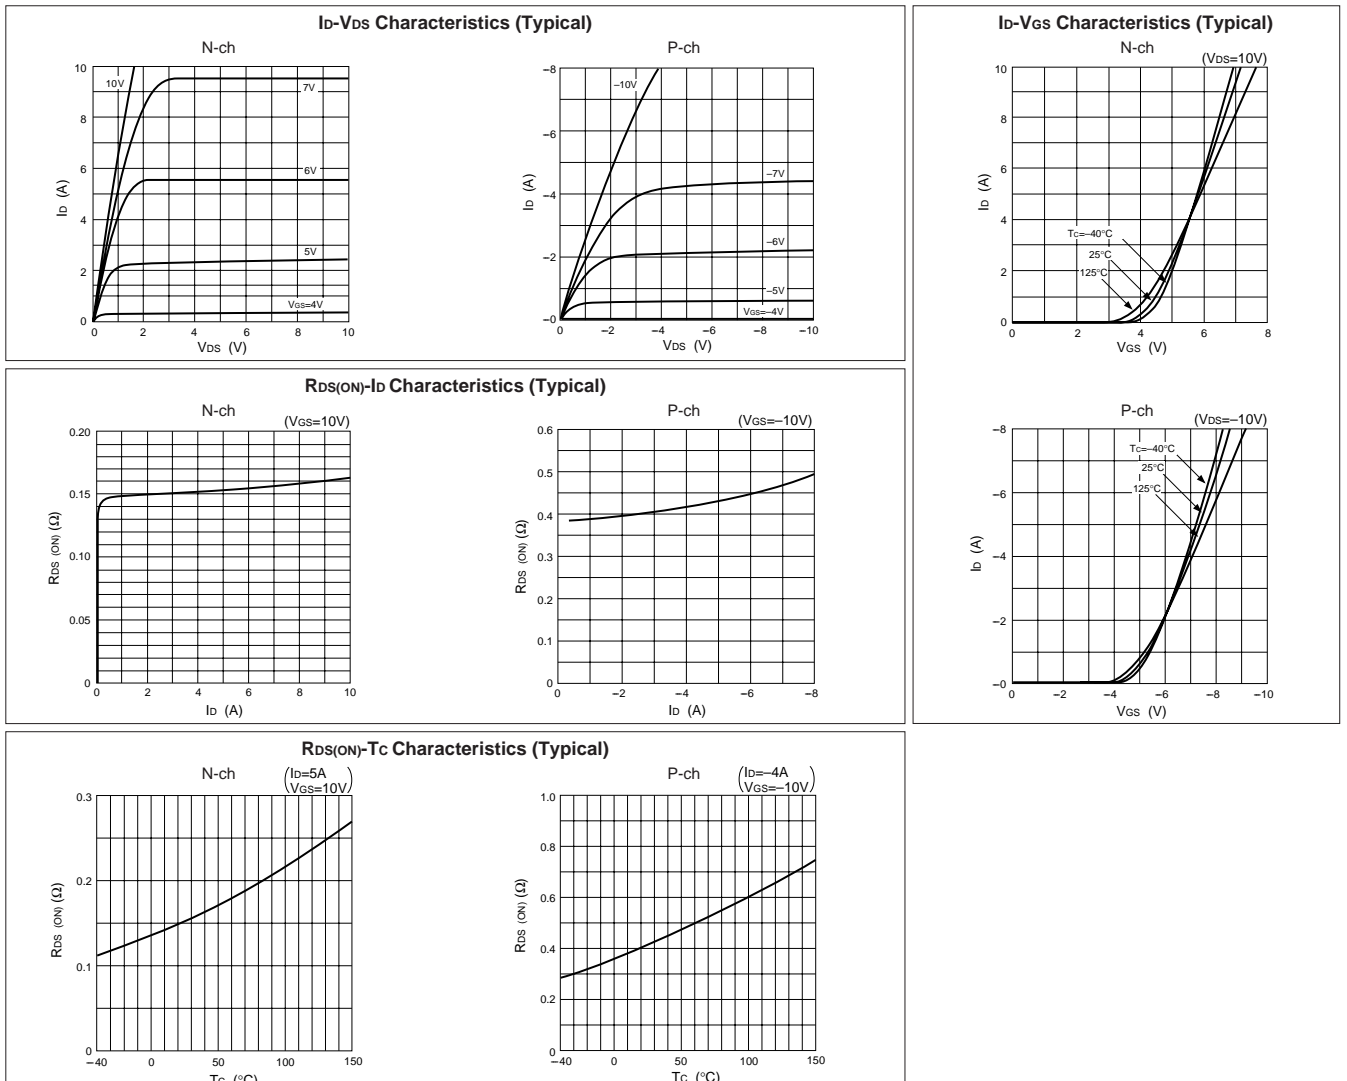 ID-VDS Characteristics (Typical)
N-ch
10
8
6
4
2
0
ID (A)
10V
7V
6V
5V
VGS=4V
0 2 4 6 8 10
VDS (V)
P-ch
–8
–6
–4
–2
–0
ID (A)
–10V
–7V
–6V
–5V
VGS=–4V
0 –2 –4 –6 –8 –10
VDS (V)
ID-VGS Characteristics (Typical)
N-ch
(VDS=10V)
10
8
6
4
2
0
ID (A)
TC=–40°C
25°C
125°C
2 4 6 8
VGS (V)
P-ch
(VDS=–10V)
–8
–6
–4
–2
–0
ID (A)
TC=–40°C
25°C
125°C
0 –2 –4 –6 –8 –10
VGS (V)
RDS(ON)-ID Characteristics (Typical)
N-ch
(VGS=10V)
0.20
0.15
0.10
0.05
0
RDS (ON) (Ω)
0 2 4 6 8 10
ID (A)
P-ch
(VGS=–10V)
0.6
0.5
0.4
0.3
0.2
0.1
0
RDS (ON) (Ω)
–2 –4 –6 –8
ID (A)
RDS(ON)-TC Characteristics (Typical)
N-ch
(ID=5A
VGS=10V)
0.3
0.2
0.1
0
RDS (ON) (Ω)
–40 0 50 100 150
TC (°C)
P-ch
(ID=–4A
VGS=–10V)
1.0
0.8
0.6
0.4
0.2
0
RDS (ON) (Ω)
–40 0 50 100 150
TC (°C)